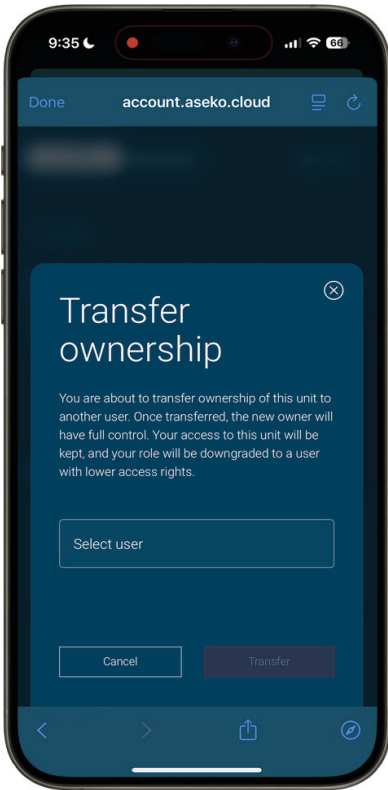 9:35
66
Done
account.aseko.cloud
Transfer
ownership
You are about to transfer ownership of this unit to
another user. Once transferred, the new owner will
have full control. Your access to this unit will be
kept, and your role will be downgraded to a user
with lower access rights.
Select user
Cancel
Transfer